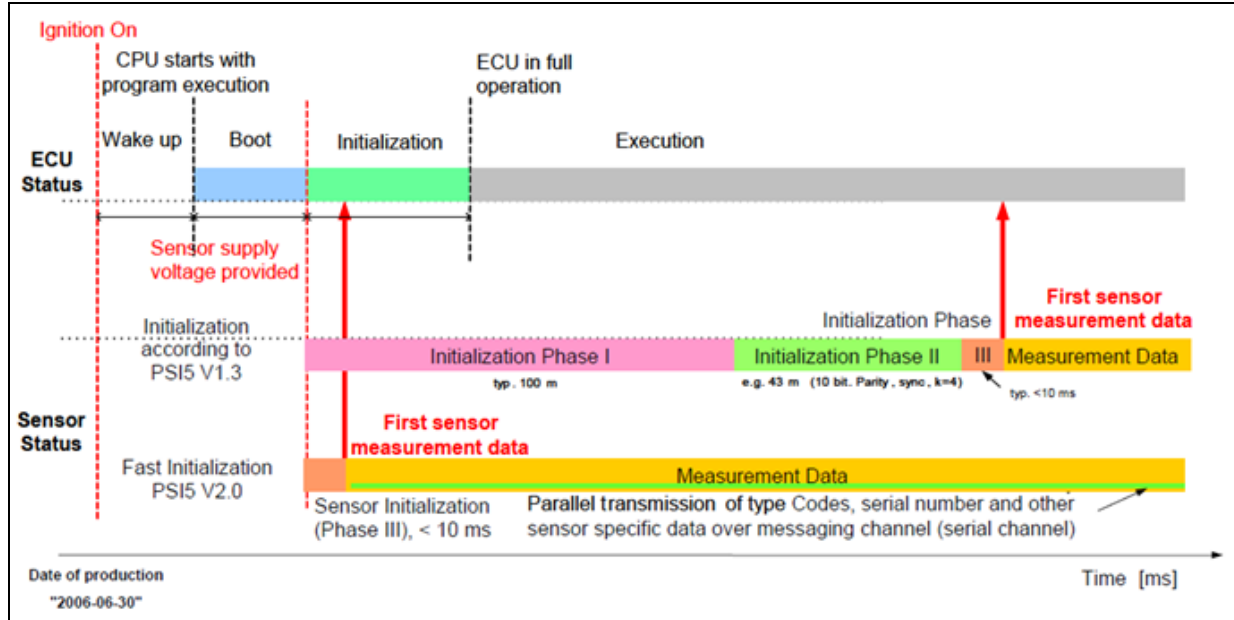 Ignition On
CPU starts with
program execution
ECU in full
operation
Wake up
Boot
Initialization
Execution
ECU
Status
Sensor supply
voltage provided
First sensor
measurement data
Initialization Phase
Initialization
according to
PSI5 V1.3
Initialization Phase I
Initialization Phase II
III
Measurement Data
typ. 100 m
e.g. 43 m (10 bit. Parity, sync, k=4)
typ. <10 ms
Sensor
Status
First sensor
measurement data
Fast Initialization
PSI5 V2.0
Measurement Data
Sensor Initialization
(Phase III), < 10 ms
Parallel transmission of type Codes, serial number and other
sensor specific data over messaging channel (serial channel)
Date of production
"2006-06-30"
Time [ms]